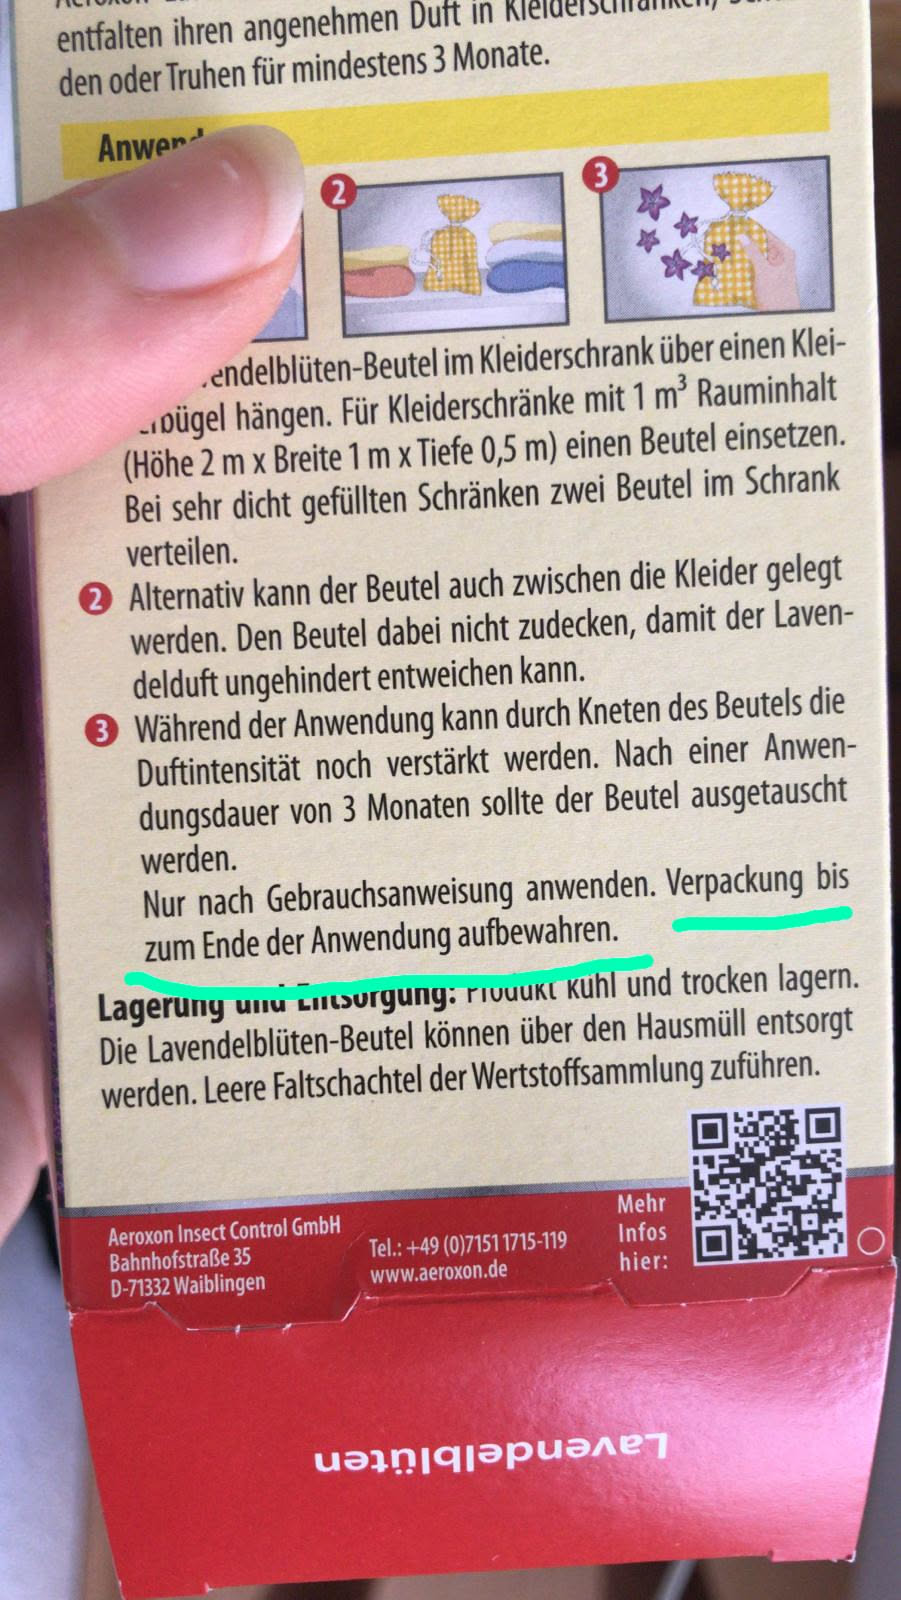 entfalten ihren angenehmen Duft in
den oder Truhen für mindestens 3 Monate.
2
3
-Beutel im Kleiderschrank über einen Klei-
hängen. Für Kleiderschränke mit 1 m³ Rauminhalt
(Höhe 2 m x Breite 1 m x Tiefe 0,5 m) einen Beutel einsetzen.
Bei sehr dicht gefüllten Schränken zwei Beutel im Schrank
verteilen.
2 Alternativ kann der Beutel auch zwischen die Kleider gelegt
werden. Den Beutel dabei nicht zudecken, damit der Laven-
delduft ungehindert entweichen kann.
3 Während der Anwendung kann durch Kneten des Beutels die
Duftintensität noch verstärkt werden. Nach einer Anwen-
dungsdauer von 3 Monaten sollte der Beutel ausgetauscht
werden.
Nur nach Gebrauchsanweisung anwenden. Verpackung bis
zum Ende der Anwendung aufbewahren.
Lagerung und Entsorgung: Produkt kühl und trocken lagern.
Die Lavendelblüten-Beutel können über den Hausmüll entsorgt
werden. Leere Faltschachtel der Wertstoffsammlung zuführen.
Aeroxon Insect Control GmbH
Bahnhofstraße 35
D-71332 Waiblingen
Tel.: +49 (0)7151 1715-119
www.aeroxon.de
Mehr
Infos
hier:
Lavendelblüten